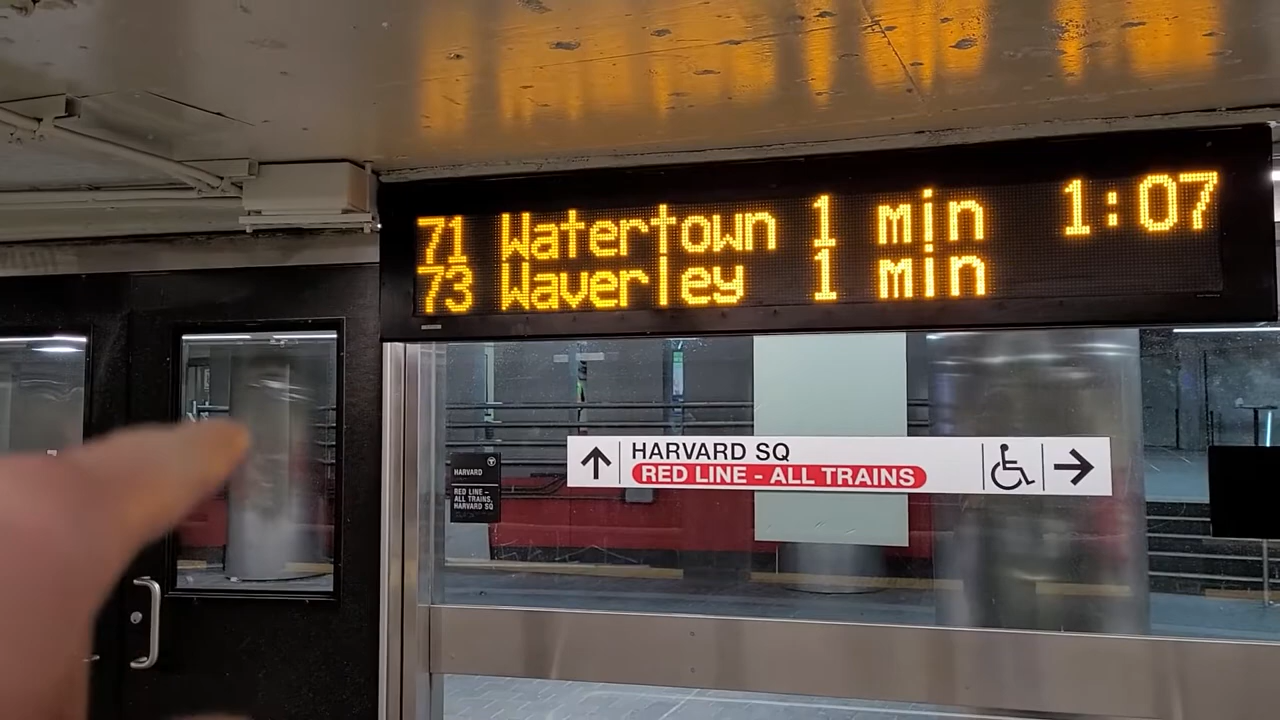 71 Watertown 1 min 1:07
73 Waverley 1 min
HARVARD SQ
RED LINE - ALL TRAINS
HARVARD T
RED LINE –
ALL TRAINS,
HARVARD SQ